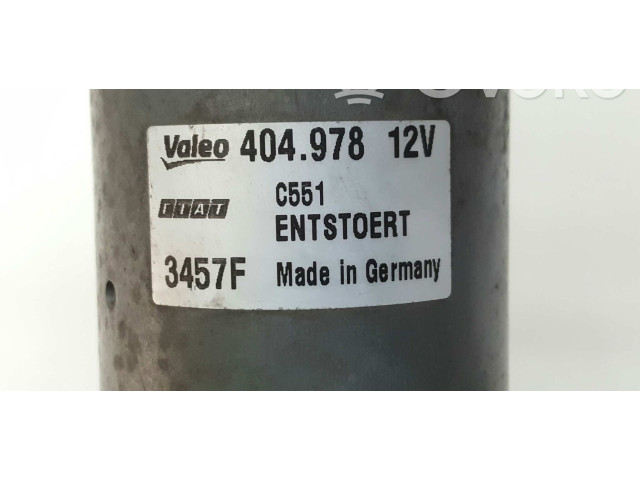 Valeo 404.978 12V
FIAT C551
ENTSTOERT
3457F Made in Germany